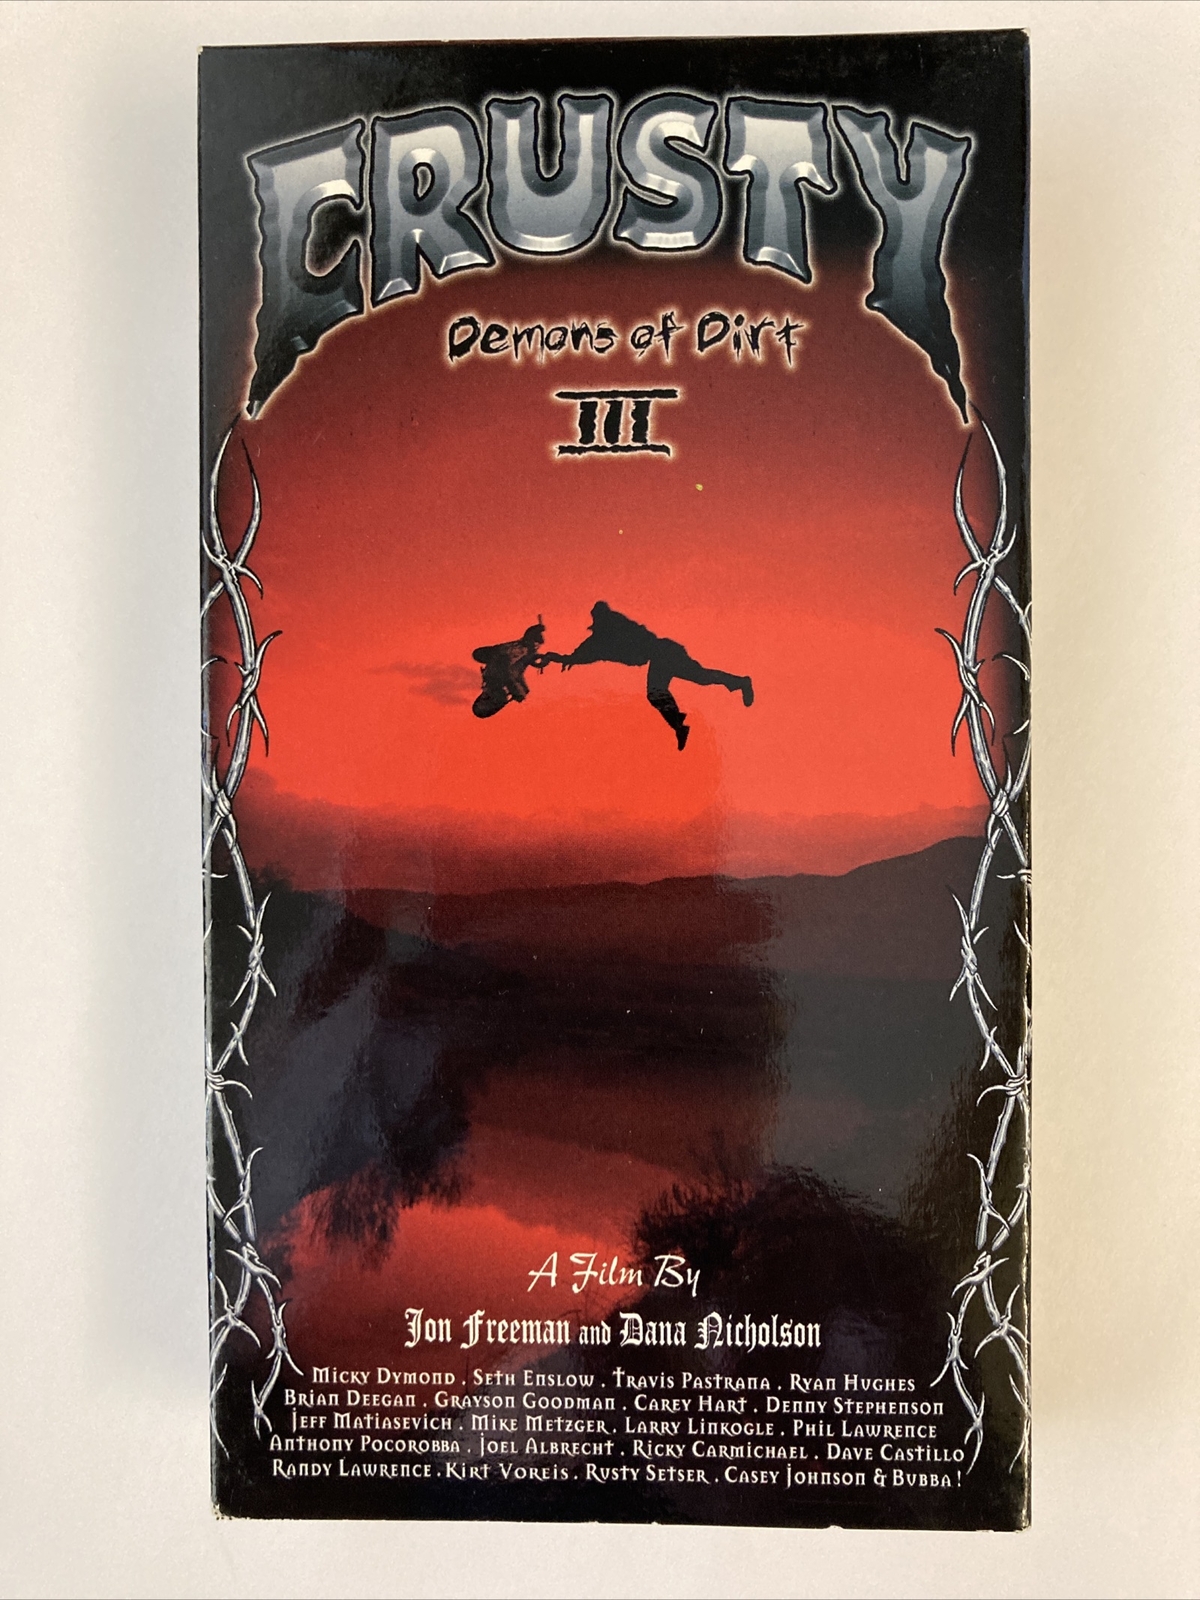 CRUSTY
Demons of Dirt
III
A Film By
Jon Freeman and Dana Nicholson
Micky Dymond . Seth Enslow . Travis Pastrana . Ryan Hughes
Brian Deegan . Grayson Goodman . Carey Hart . Denny Stephenson
Jeff Matiasevich . Mike Metzger . Larry Linkogle . Phil Lawrence
Anthony Pocorobba . Joel Albrecht . Ricky Carmichael . Dave Castillo
Randy Lawrence . Kirt Voreis . Rusty Setser . Casey Johnson & Bubba!